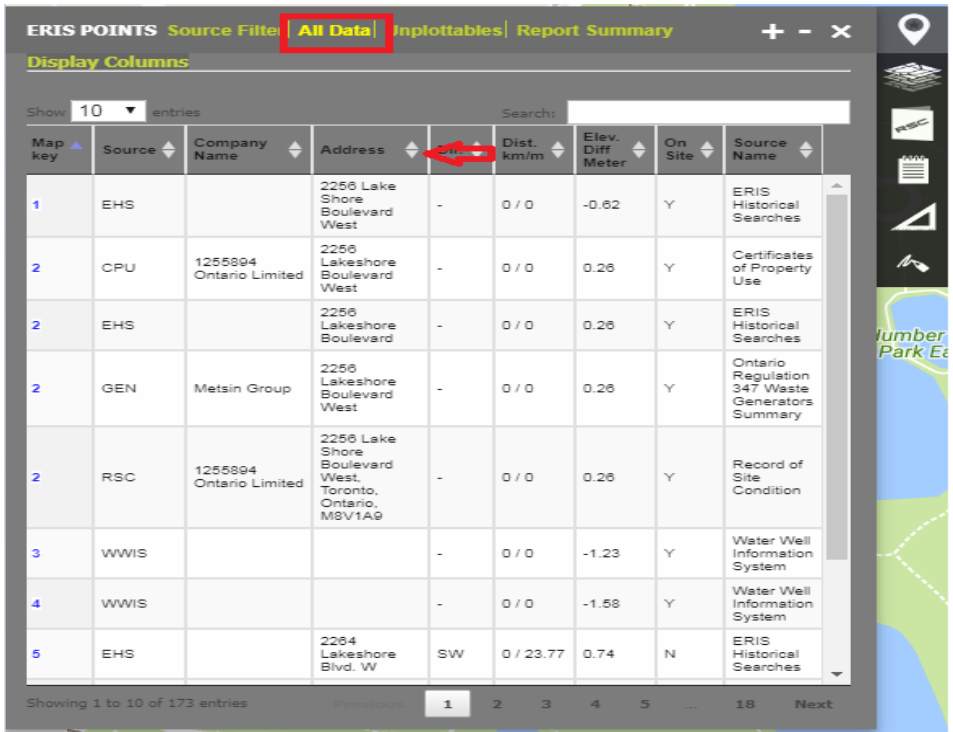 ERIS POINTS Source Filter| All Data| Unplottables| Report Summary + - ×
Display Columns
Show 10 entries Search:
Map key Source Company Name Address Dist. km/m Elev. Diff Meter On Site Source Name
1 EHS 2256 Lake Shore Boulevard West - 0 / 0 -0.62 Y ERIS Historical Searches
2 CPU 1255894 Ontario Limited 2256 Lakeshore Boulevard West - 0 / 0 0.26 Y Certificates of Property Use
2 EHS 2256 Lakeshore Boulevard - 0 / 0 0.26 Y ERIS Historical Searches
2 GEN Metsin Group 2256 Lakeshore Boulevard West - 0 / 0 0.26 Y Ontario Regulation 347 Waste Generators Summary
2 RSC 1255894 Ontario Limited 2256 Lake Shore Boulevard West, Toronto, Ontario, M8V1A9 - 0 / 0 0.26 Y Record of Site Condition
3 WWIS - 0 / 0 -1.23 Y Water Well Information System
4 WWIS - 0 / 0 -1.58 Y Water Well Information System
5 EHS 2264 Lakeshore Blvd. W SW 0 / 23.77 0.74 N ERIS Historical Searches
Showing 1 to 10 of 173 entries Previous 1 2 3 4 5 ... 18 Next
RSC
Humber
Park Ea